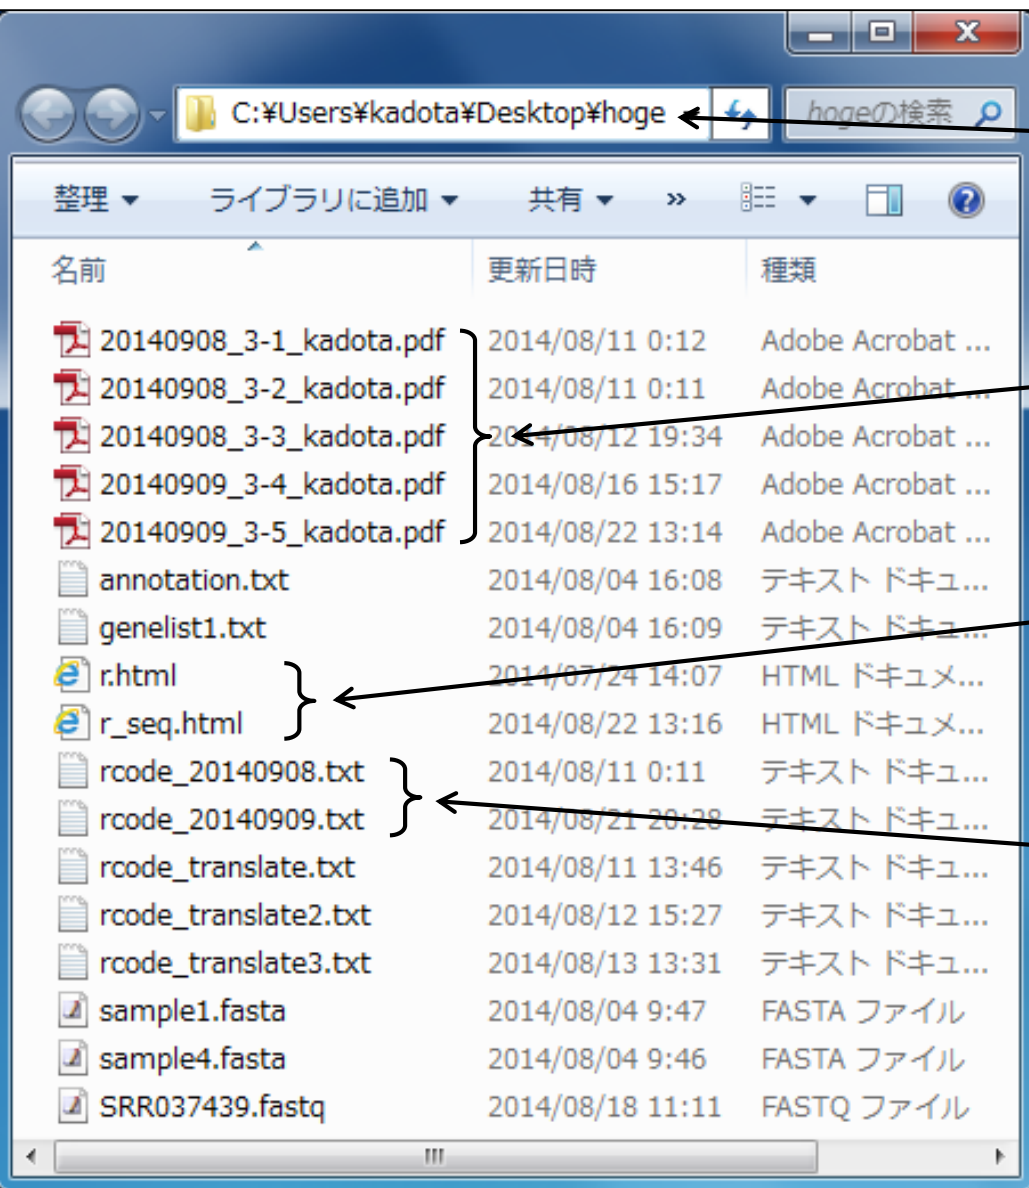 C:¥Users¥kadota¥Desktop¥hoge hogeの検索
整理 ライブラリに追加 共有 »
名前 更新日時 種類
20140908_3-1_kadota.pdf 2014/08/11 0:12 Adobe Acrobat ...
20140908_3-2_kadota.pdf 2014/08/11 0:11 Adobe Acrobat ...
20140908_3-3_kadota.pdf 2014/08/12 19:34 Adobe Acrobat ...
20140909_3-4_kadota.pdf 2014/08/16 15:17 Adobe Acrobat ...
20140909_3-5_kadota.pdf 2014/08/22 13:14 Adobe Acrobat ...
annotation.txt 2014/08/04 16:08 テキスト ドキュ...
genelist1.txt 2014/08/04 16:09 テキスト ドキュ...
r.html 2014/07/24 14:07 HTML ドキュメ...
r_seq.html 2014/08/22 13:16 HTML ドキュメ...
rcode_20140908.txt 2014/08/11 0:11 テキスト ドキュ...
rcode_20140909.txt 2014/08/21 20:28 テキスト ドキュ...
rcode_translate.txt 2014/08/11 13:46 テキスト ドキュ...
rcode_translate2.txt 2014/08/12 15:27 テキスト ドキュ...
rcode_translate3.txt 2014/08/13 13:31 テキスト ドキュ...
sample1.fasta 2014/08/04 9:47 FASTA ファイル
sample4.fasta 2014/08/04 9:46 FASTA ファイル
SRR037439.fastq 2014/08/18 11:11 FASTQ ファイル